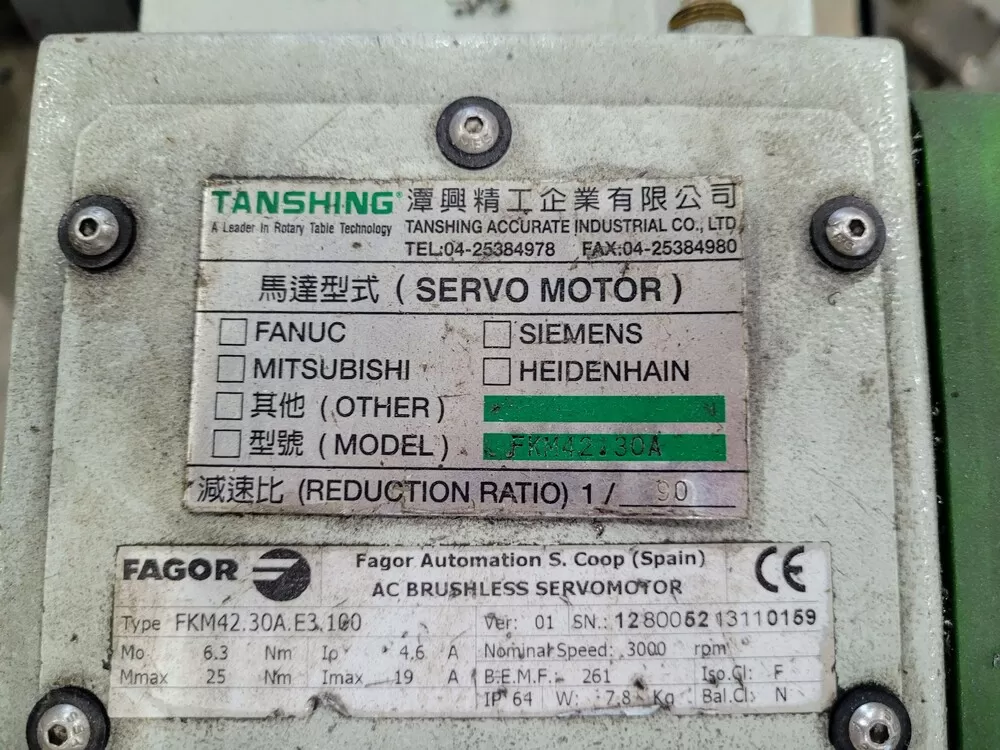 TANSHING® 潭興精工企業有限公司
A Leader In Rotary Table Technology TANSHING ACCURATE INDUSTRIAL CO., LTD
TEL:04-25384978 FAX:04-25384980
馬達型式 (SERVO MOTOR)
FANUC SIEMENS
MITSUBISHI HEIDENHAIN
其他 (OTHER)
型號 (MODEL) FKM42.30A
減速比 (REDUCTION RATIO) 1 / 90
FAGOR Fagor Automation S. Coop (Spain) CE
AC BRUSHLESS SERVOMOTOR
Type FKM42.30A.E3.100 Ver: 01 SN.: 1280052 13110159
Mo 6.3 Nm Ip 4.6 A Nominal Speed: 3000 rpm
Mmax 25 Nm Imax 19 A B.E.M.F.: 261 Iso.Cl: F
IP 64 W: 7.8 Kg Bal.Cl: N